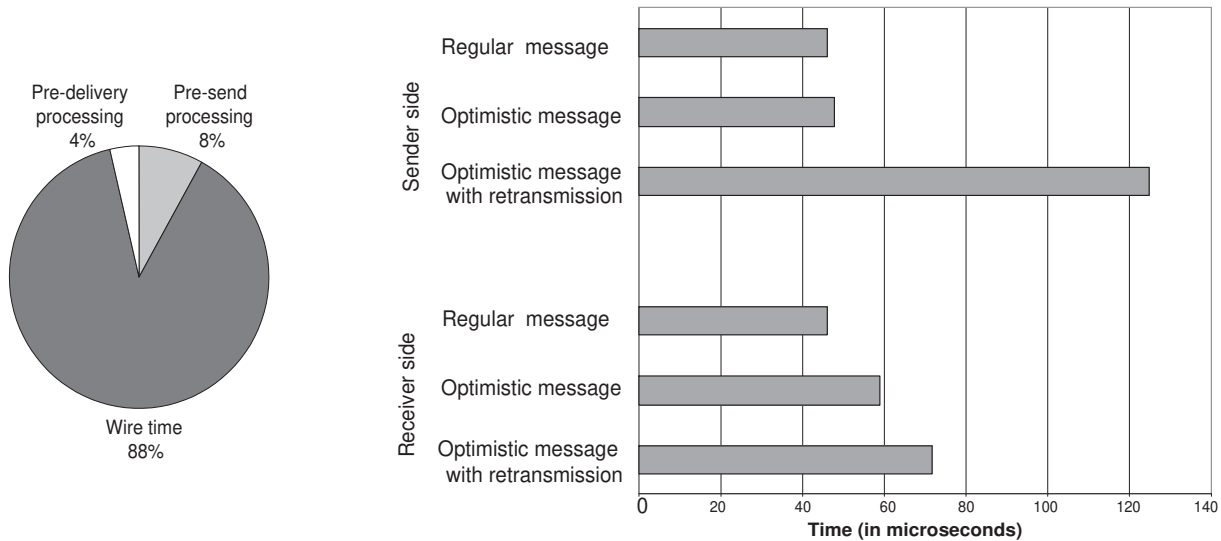 Pre-delivery
processing
4%
Pre-send
processing
8%
Wire time
88%
Sender side
Regular message
Optimistic message
Optimistic message
with retransmission
Receiver side
Regular message
Optimistic message
Optimistic message
with retransmission
0 20 40 60 80 100 120 140
Time (in microseconds)